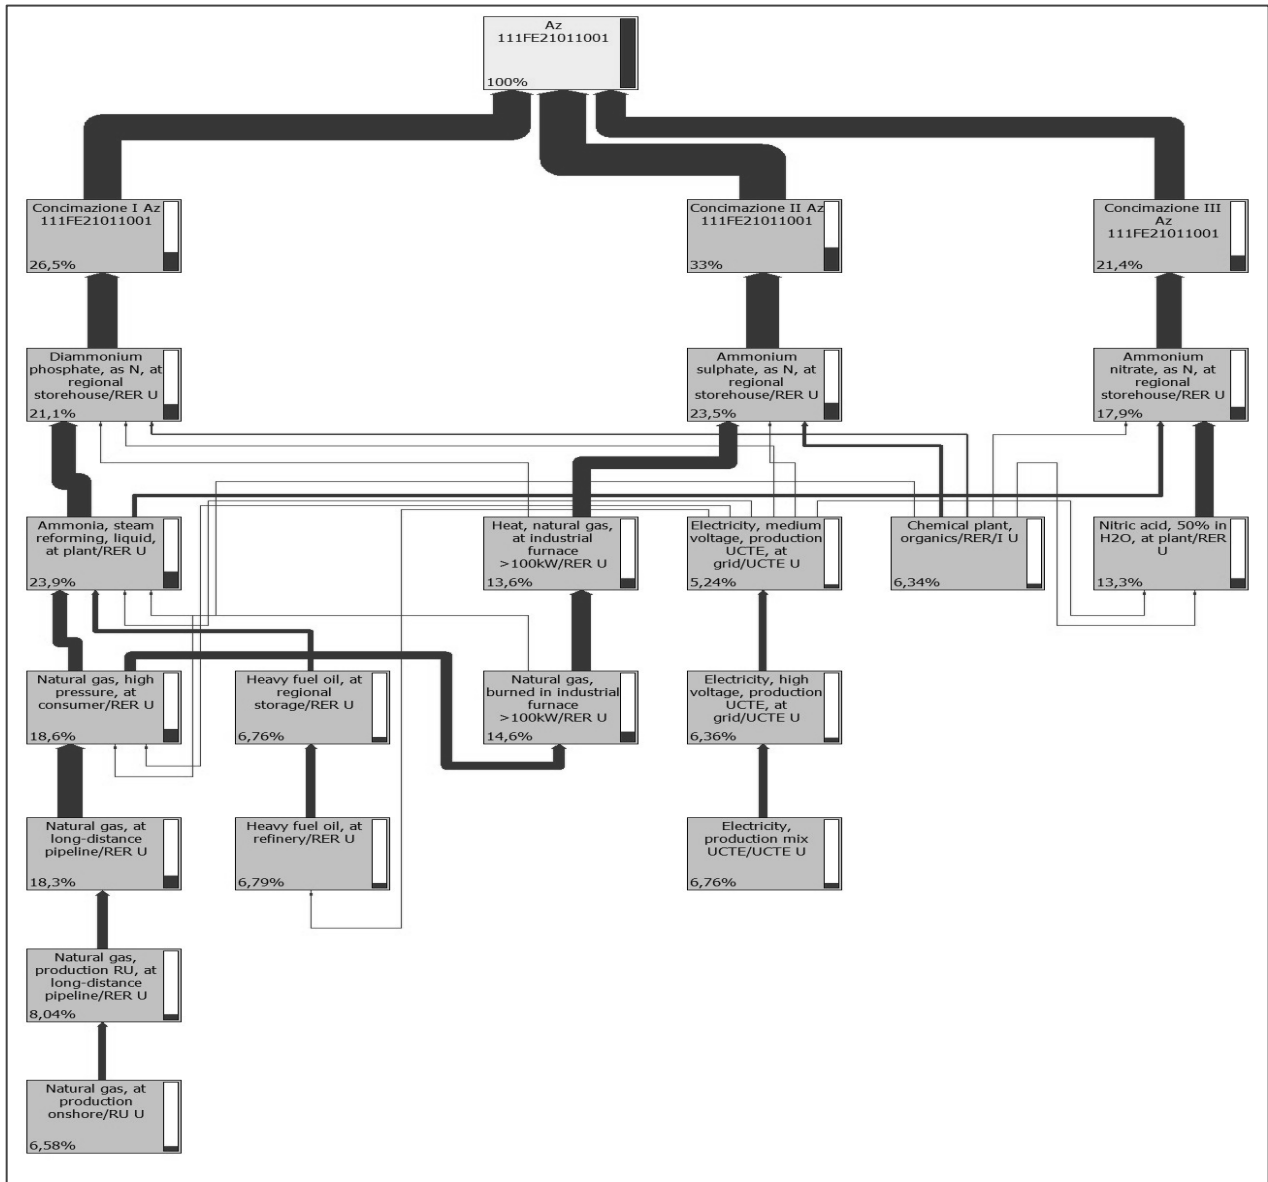 Az
111FE21011001
100%
Concimazione I Az
111FE21011001
26,5%
Concimazione II Az
111FE21011001
33%
Concimazione III
Az
111FE21011001
21,4%
Diammonium
phosphate, as N, at
regional
storehouse/RER U
21,1%
Ammonium
sulphate, as N, at
regional
storehouse/RER U
23,5%
Ammonium
nitrate, as N, at
regional
storehouse/RER U
17,9%
Ammonia, steam
reforming, liquid,
at plant/RER U
23,9%
Heat, natural gas,
at industrial
furnace
>100kW/RER U
13,6%
Electricity, medium
voltage, production
UCTE, at
grid/UCTE U
5,24%
Chemical plant,
organics/RER/I U
6,34%
Nitric acid, 50% in
H2O, at plant/RER
U
13,3%
Natural gas, high
pressure, at
consumer/RER U
18,6%
Heavy fuel oil, at
regional
storage/RER U
6,76%
Natural gas,
burned in industrial
furnace
>100kW/RER U
14,6%
Electricity, high
voltage, production
UCTE, at
grid/UCTE U
6,36%
Natural gas, at
long-distance
pipeline/RER U
18,3%
Heavy fuel oil, at
refinery/RER U
6,79%
Electricity,
production mix
UCTE/UCTE U
6,76%
Natural gas,
production RU, at
long-distance
pipeline/RER U
8,04%
Natural gas, at
production
onshore/RU U
6,58%